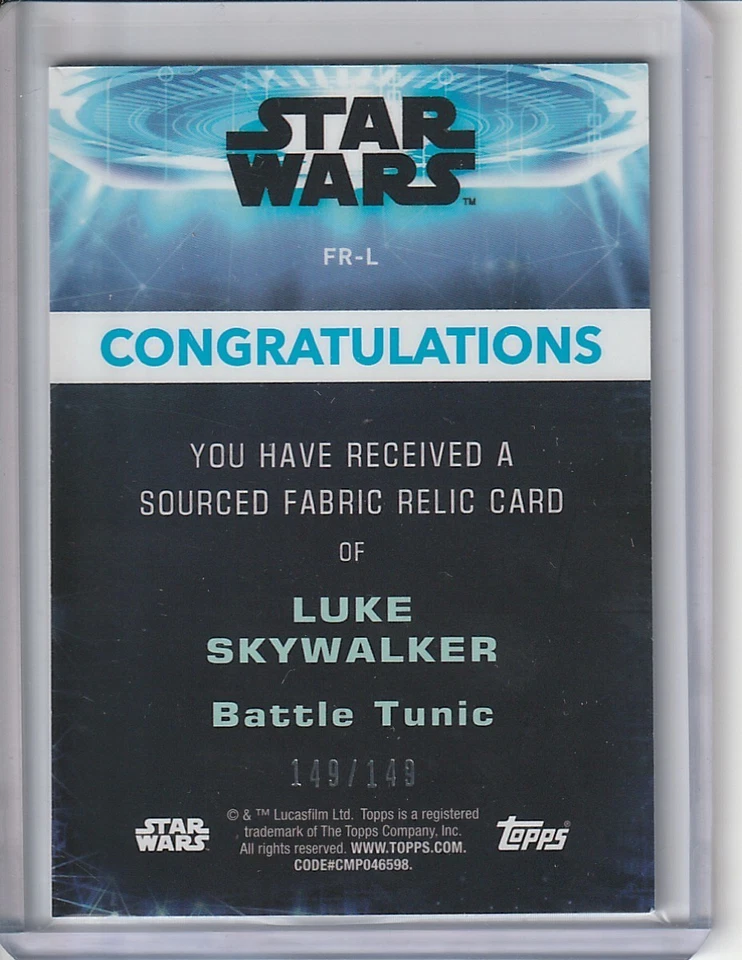 STAR
WARS™
FR-L
CONGRATULATIONS
YOU HAVE RECEIVED A
SOURCED FABRIC RELIC CARD
OF
LUKE
SKYWALKER
Battle Tunic
149/149
© & ™ Lucasfilm Ltd. Topps is a registered
trademark of The Topps Company, Inc.
All rights reserved. WWW.TOPPS.COM.
CODE#CMP046598.
STAR
WARS
Topps®